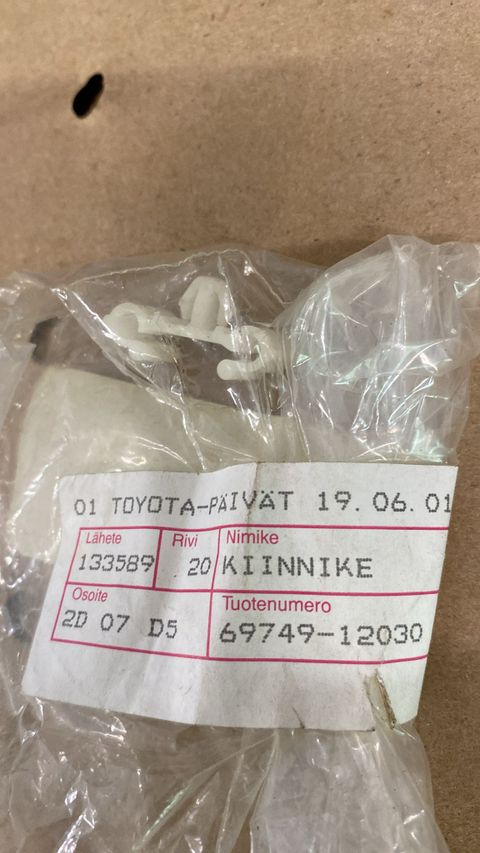 01 TOYOTA-PÄIVÄT 19.06.01
Lähete Rivi Nimike
133589 20 KIINNIKE
Osoite Tuotenumero
2D 07 D5 69749-12030